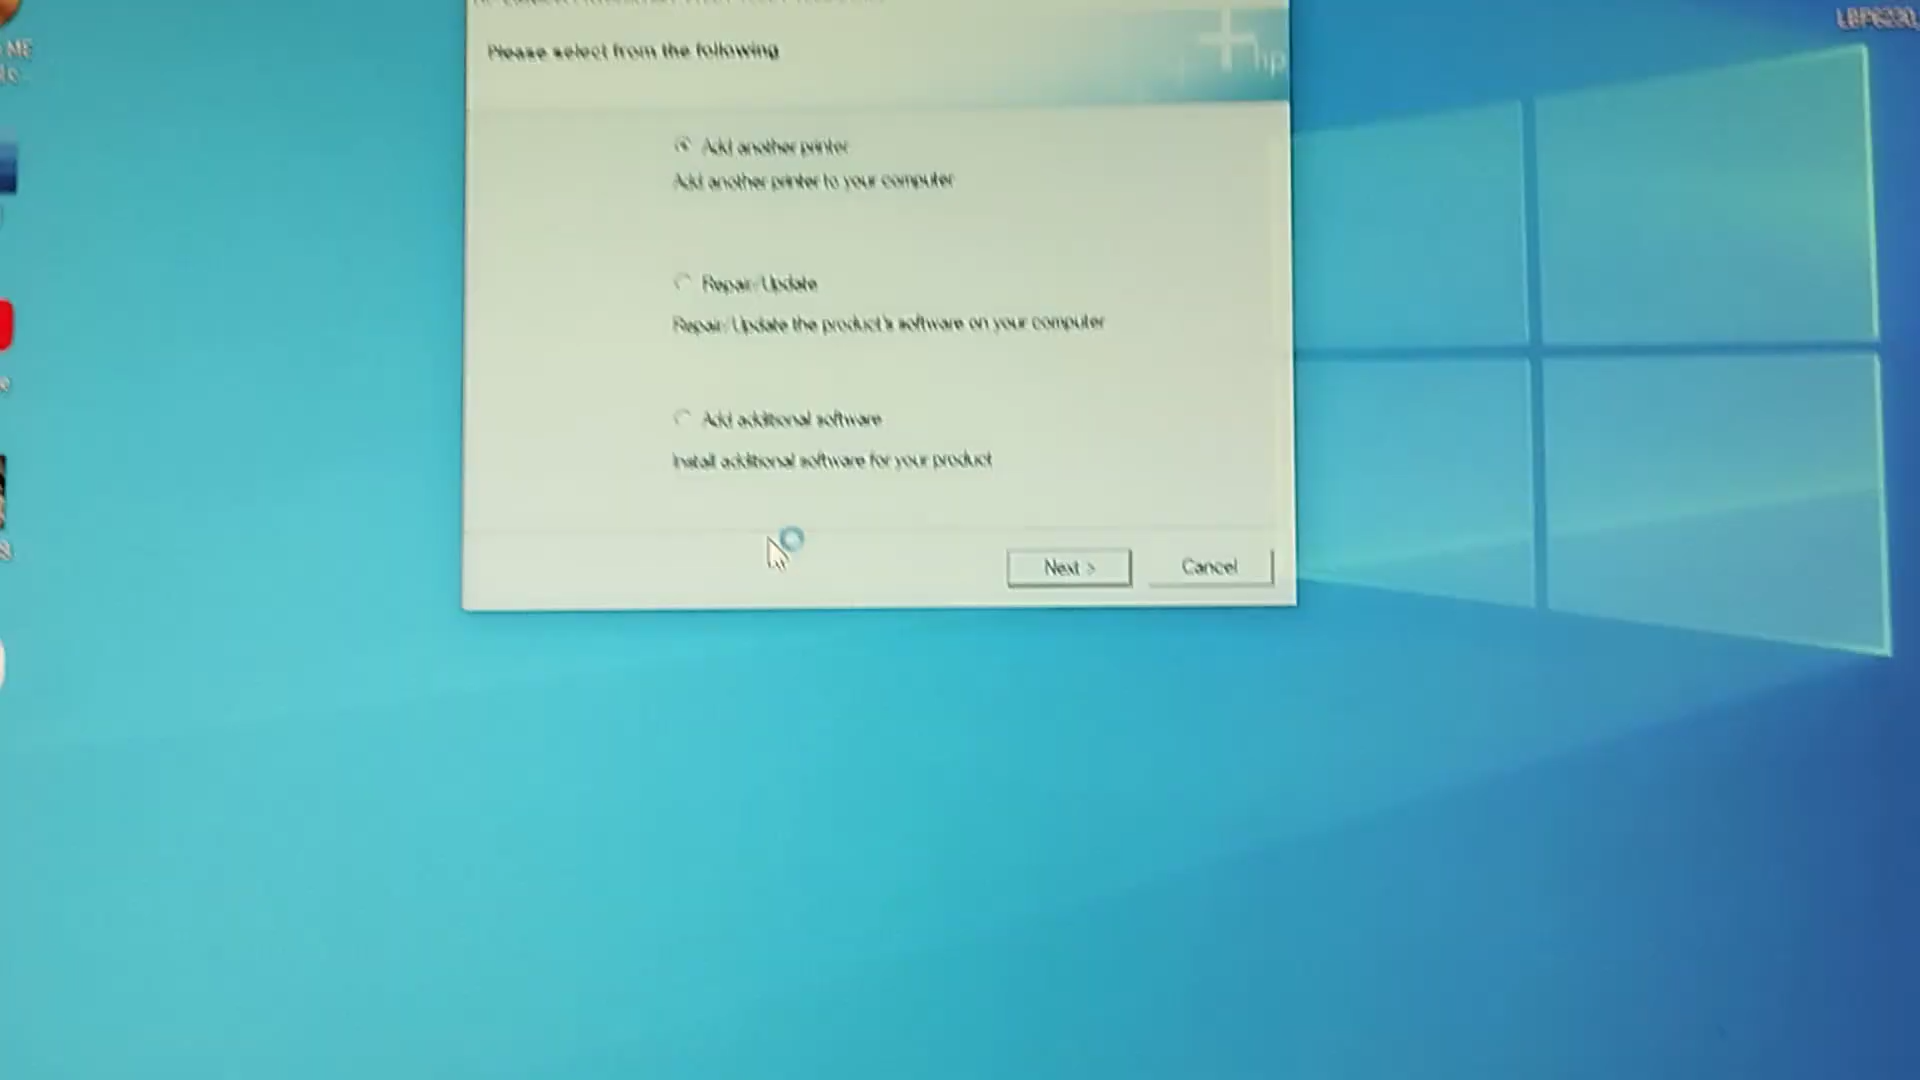 Please select from the following
hp
Add another printer
Add another printer to your computer
Repair/Update
Repair/Update the product's software on your computer
Add additional software
Install additional software for your product
Next >
Cancel